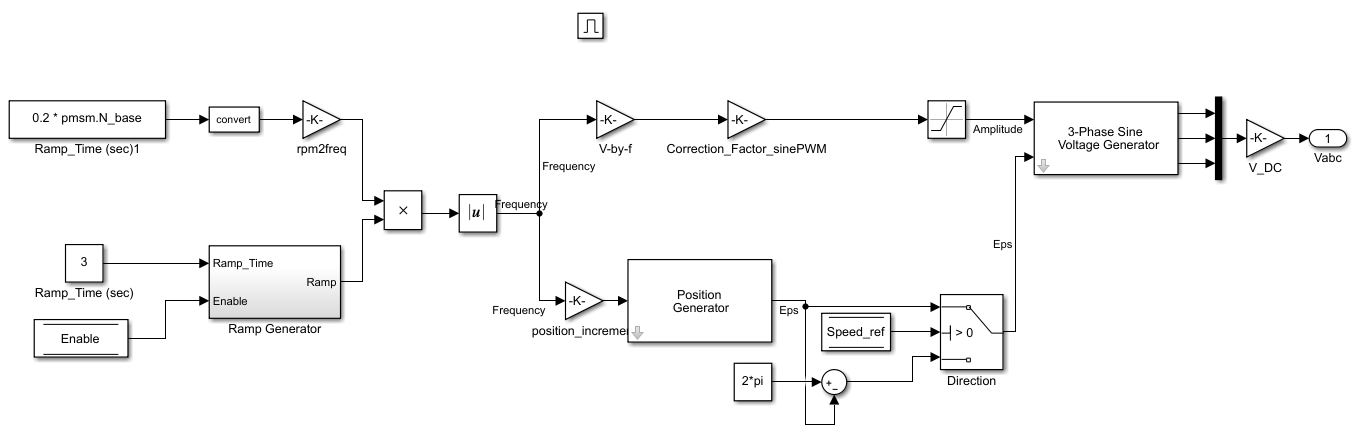 0.2 * pmsm.N_base
Ramp_Time (sec)1
convert
-K-
rpm2freq
×
|u|
Frequency
Frequency
Frequency
-K-
V-by-f
-K-
Correction_Factor_sinePWM
Amplitude
3-Phase Sine
Voltage Generator
-K-
V_DC
1
Vabc
3
Ramp_Time (sec)
Enable
Ramp_Time
Enable
Ramp
Ramp Generator
-K-
position_incremer
Position
Generator
Eps
Speed_ref
2*pi
+
-
> 0
Direction
Eps